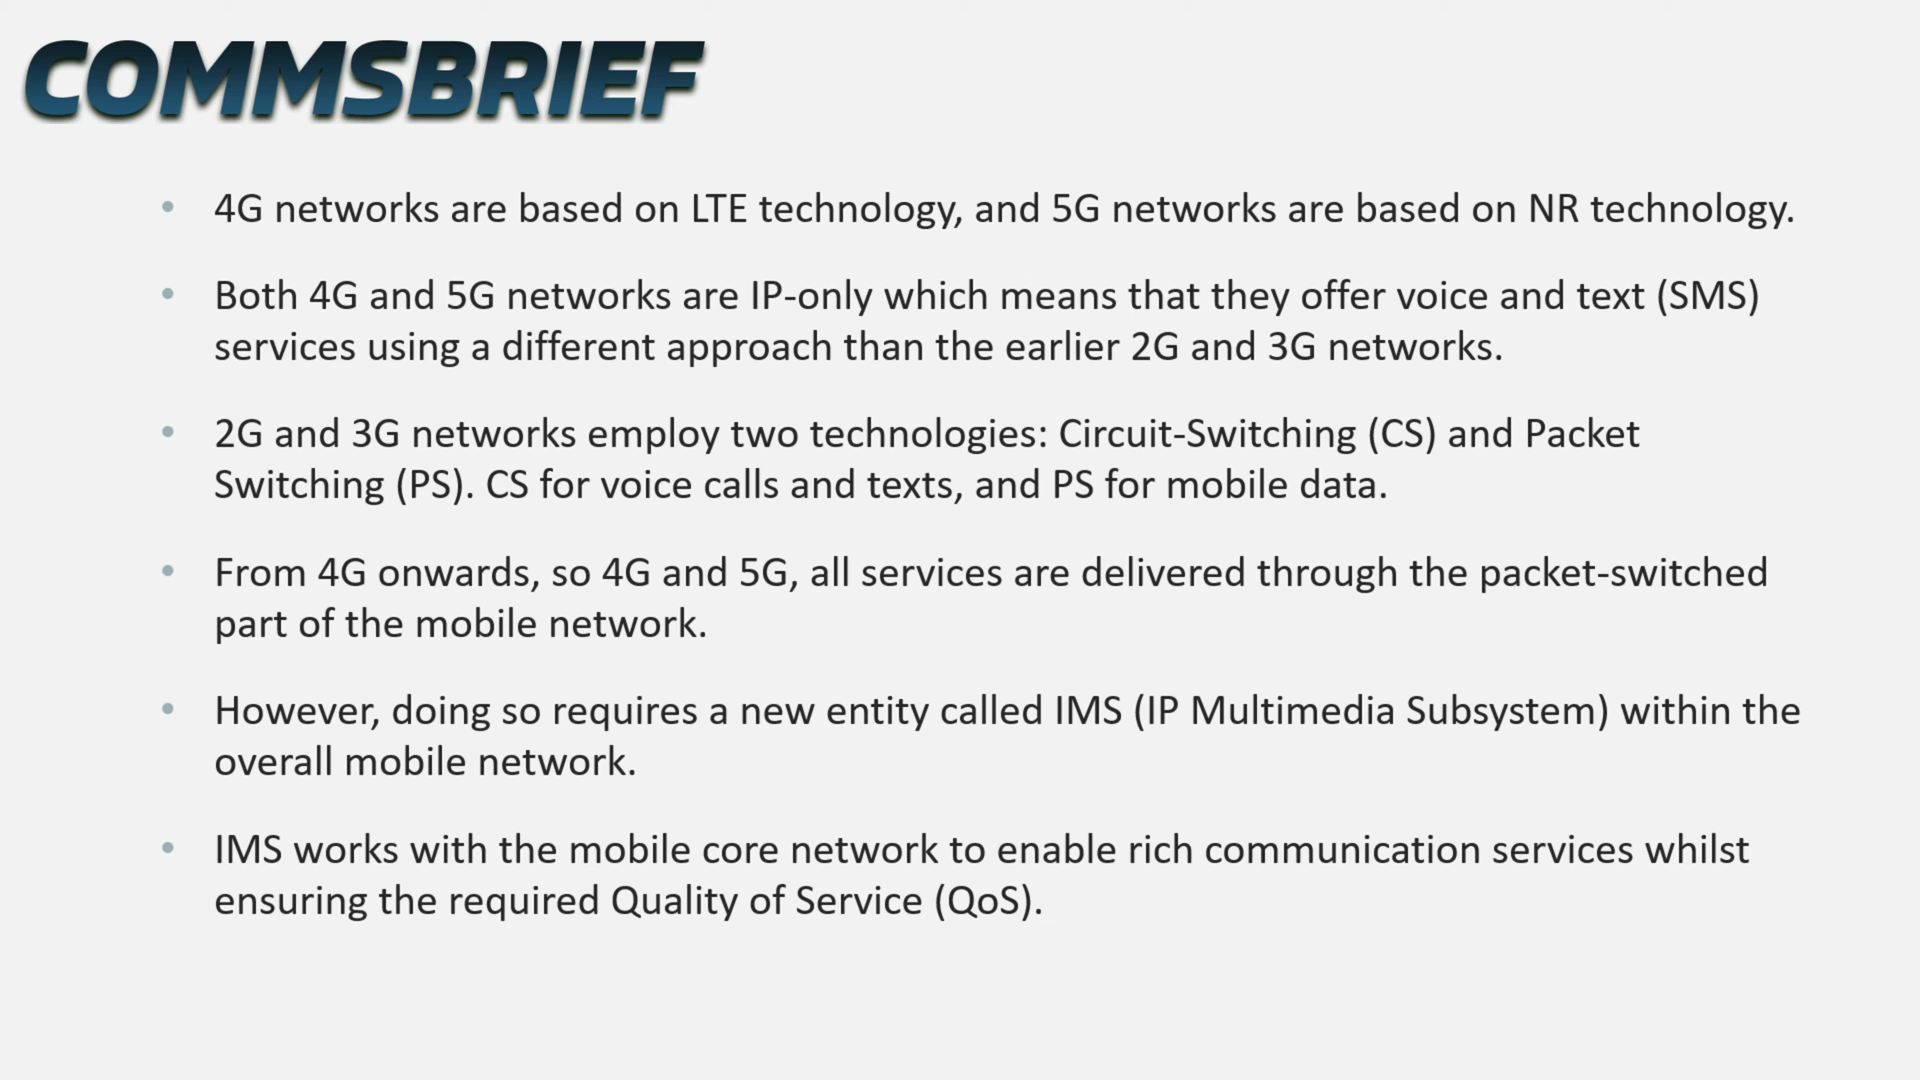 COMMSBRIEF
• 4G networks are based on LTE technology, and 5G networks are based on NR technology.
• Both 4G and 5G networks are IP-only which means that they offer voice and text (SMS)
services using a different approach than the earlier 2G and 3G networks.
• 2G and 3G networks employ two technologies: Circuit-Switching (CS) and Packet
Switching (PS). CS for voice calls and texts, and PS for mobile data.
• From 4G onwards, so 4G and 5G, all services are delivered through the packet-switched
part of the mobile network.
• However, doing so requires a new entity called IMS (IP Multimedia Subsystem) within the
overall mobile network.
• IMS works with the mobile core network to enable rich communication services whilst
ensuring the required Quality of Service (QoS).